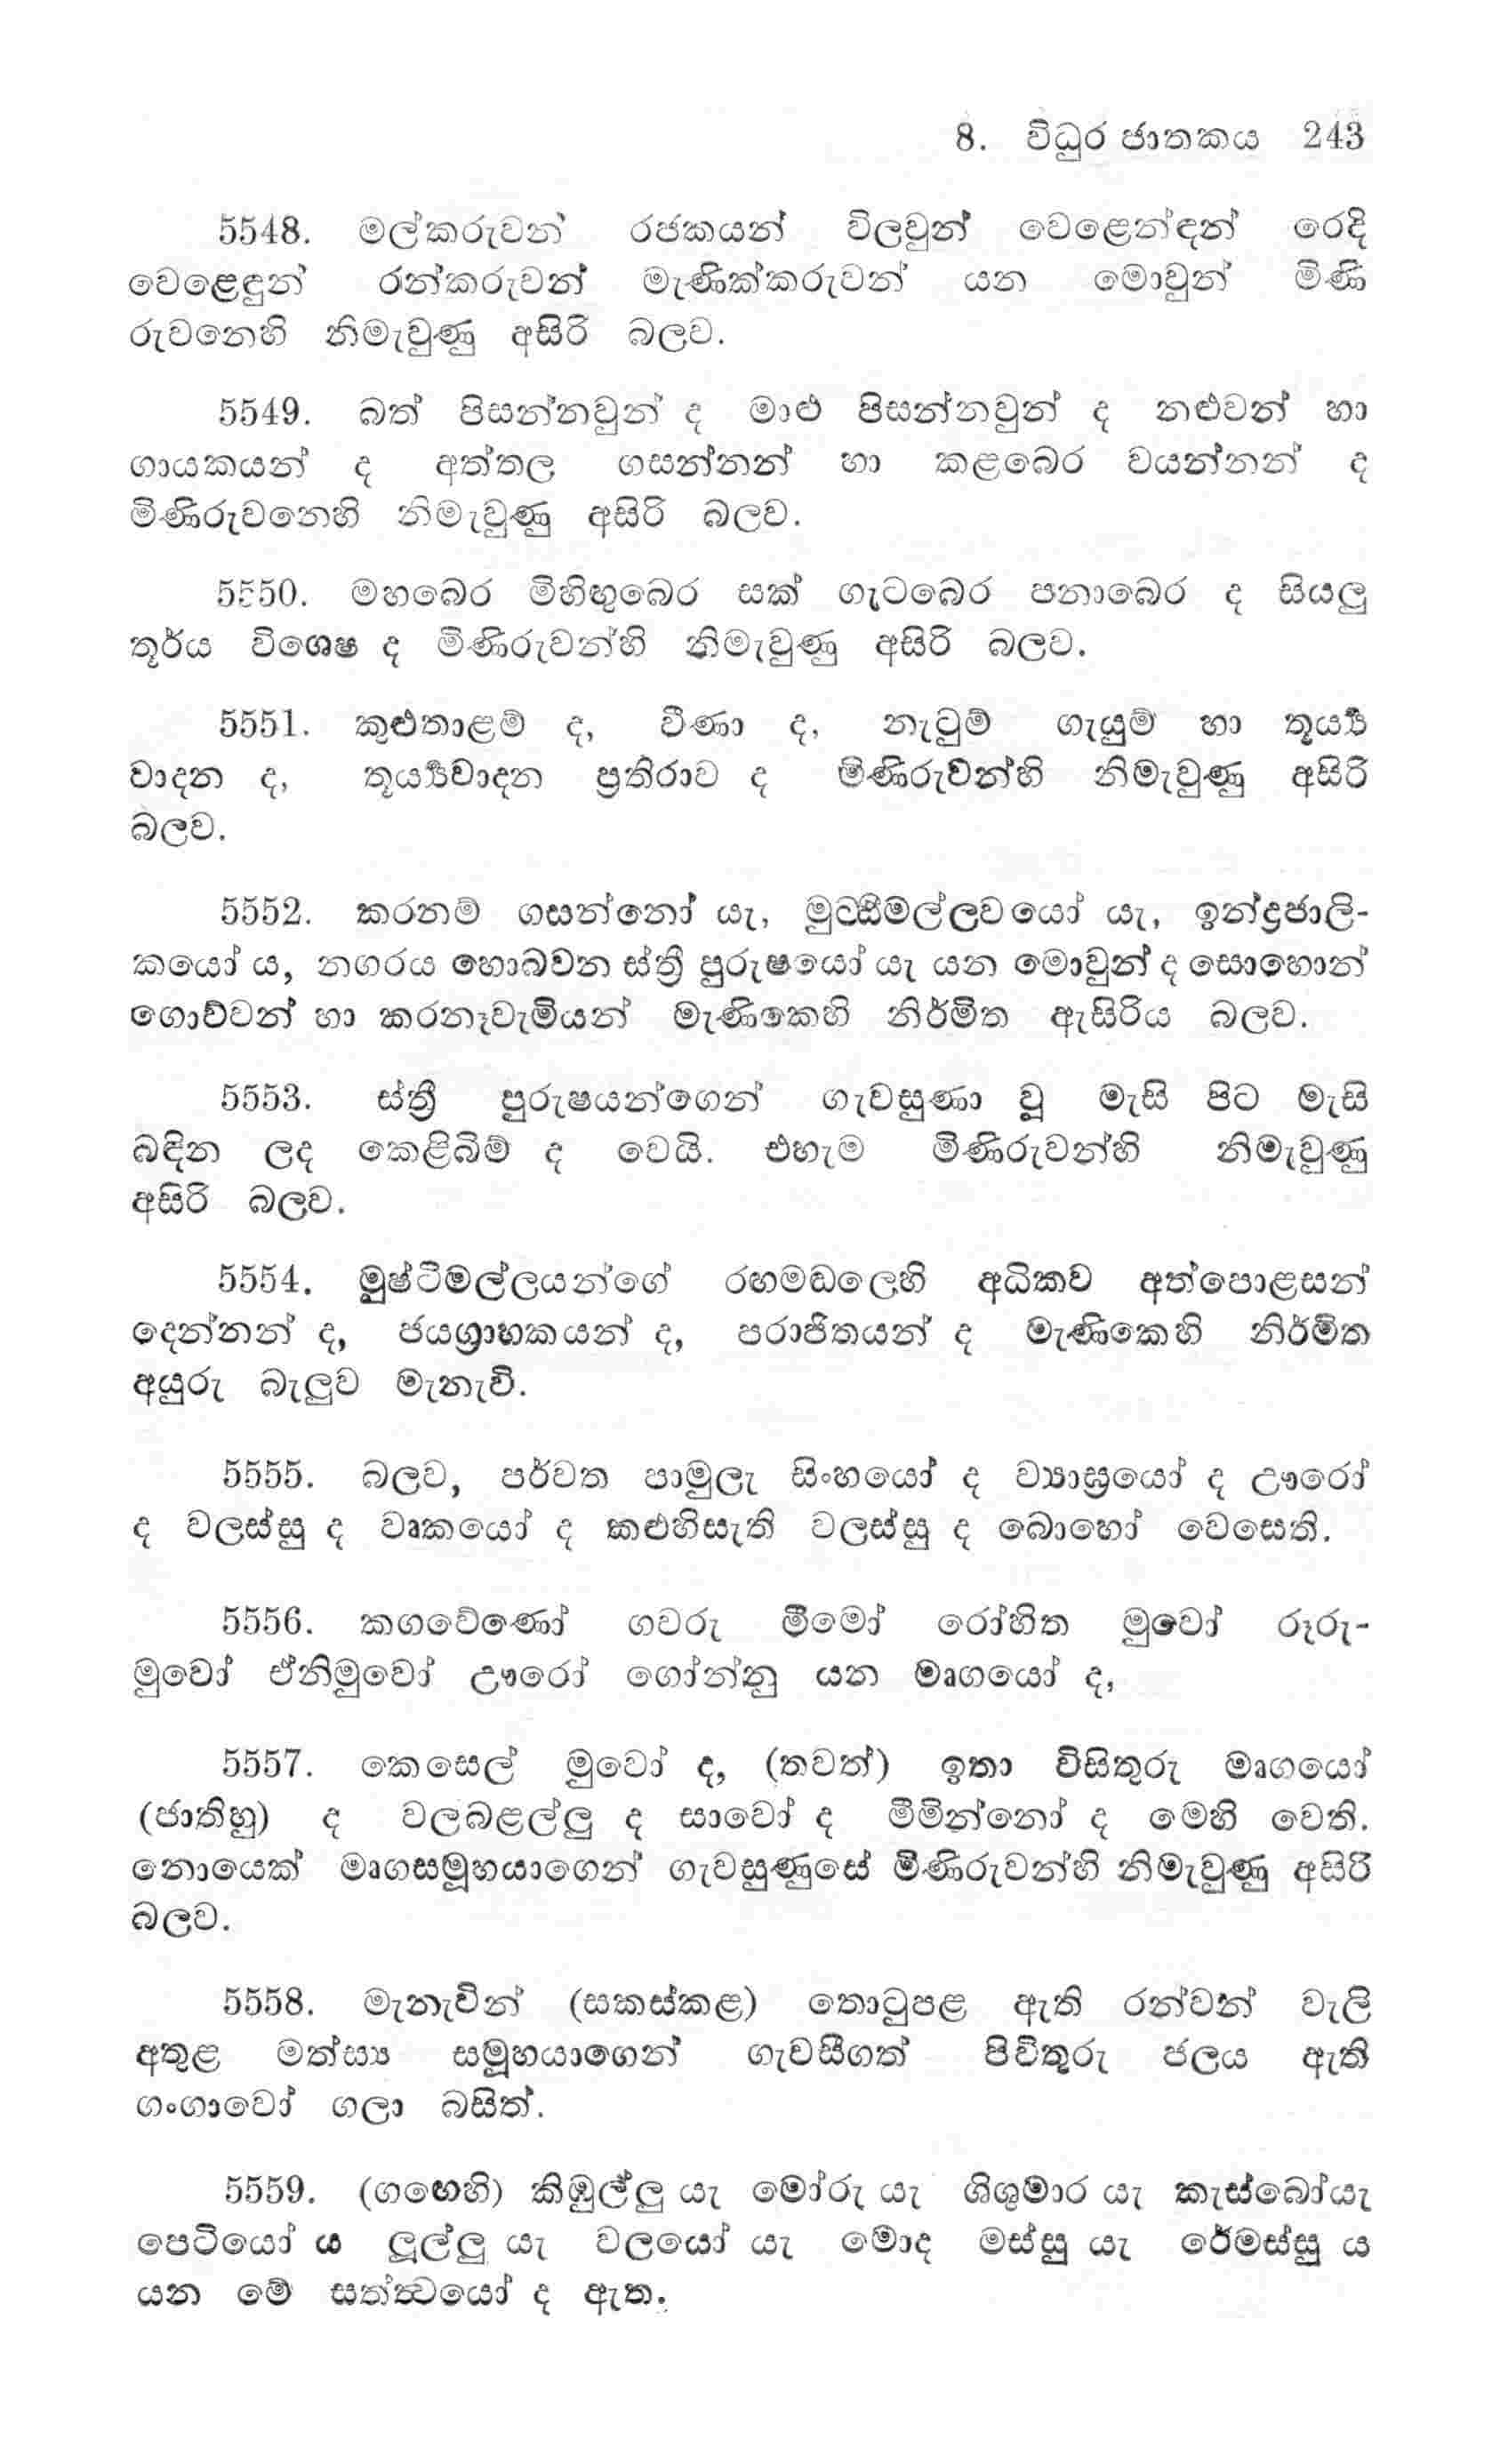 8. විධුර ජාතකය 243
5548. මල්කරුවන් රජකයන් විලවුන් වෙළෙන්දන් රෙදි
වෙළෙඳුන් රන්කරුවන් මැණික්කරුවන් යන මොවුන් මිණි
රුවනෙහි නිමැවුණු අසිරි බලව.
5549. බත් පිසන්නවුන් ද මාළු පිසන්නවුන් ද නළුවන් හා
ගායකයන් ද අත්තල ගසන්නන් හා කළබෙර වයන්නන් ද
මිණිරුවනෙහි නිමැවුණු අසිරි බලව.
5550. මහබෙර මිහිඟුබෙර සක් ගැටබෙර පනාබෙර ද සියලු
තූර්ය විශෙෂ ද මිණිරුවන්හි නිමැවුණු අසිරි බලව.
5551. කුළුතාළම් ද, වීණා ද, නැටුම් ගැයුම් හා තූර්‍ය්‍ය
වාදන ද, තූර්‍ය්‍යවාදන ප්‍රතිරාව ද මිණිරුවන්හි නිමැවුණු අසිරි
බලව.
5552. කරනම් ගසන්නෝ යැ, මුට්ඨිමල්ලවයෝ යැ, ඉන්ද්‍රජාලි-
කයෝ ය, නගරය හොබවන ස්ත්‍රී පුරුෂයෝ යැ යන මොවුන් ද සොහොන්
ගොව්වන් හා කරනෑවැමියන් මැණිකෙහි නිර්මිත ඇසිරිය බලව.
5553. ස්ත්‍රී පුරුෂයන්ගෙන් ගැවසුණා වූ මැසි පිට මැසි
බඳින ලද කෙළිබිම් ද වෙයි. එහැම මිණිරුවන්හි නිමැවුණු
අසිරි බලව.
5554. මුෂ්ටිමල්ලයන්ගේ රඟමඬලෙහි අධිකව අත්පොළසන්
දෙන්නන් ද, ජයග්‍රාහකයන් ද, පරාජිතයන් ද මැණිකෙහි නිර්මිත
අයුරු බැලුව මැනැවි.
5555. බලව, පර්වත පාමුලැ සිංහයෝ ද ව්‍යාඝ්‍රයෝ ද ඌරෝ
ද වලස්සු ද වෘකයෝ ද කළුහිසැති වලස්සු ද බොහෝ වෙසෙති.
5556. කගවේණෝ ගවරු මීමෝ රෝහිත මුවෝ රූරු-
මුවෝ ඒනිමුවෝ ඌරෝ ගෝන්නු යන මෘගයෝ ද,
5557. කෙසෙල් මුවෝ ද, (තවත්) ඉතා විසිතුරු මෘගයෝ
(ජාතිහු) ද වලබළල්ලු ද සාවෝ ද මීමින්නෝ ද මෙහි වෙති.
නොයෙක් මෘගසමූහයාගෙන් ගැවසුණුසේ මිණිරුවන්හි නිමැවුණු අසිරි
බලව.
5558. මැනැවින් (සකස්කළ) තොටුපළ ඇති රන්වන් වැලි
අතුළ මත්ස්‍ය සමූහයාගෙන් ගැවසීගත් පිවිතුරු ජලය ඇති
ගංගාවෝ ගලා බසිත්.
5559. (ගඟෙහි) කිඹුල්ලු යැ මෝරු යැ ශිශුමාර යැ කැස්බෝයැ
පෙටියෝ ය ලූල්ලු යැ වලයෝ යැ මොද මස්සු යැ රේමස්සු ය
යන මේ සත්ත්‍වයෝ ද ඇත.